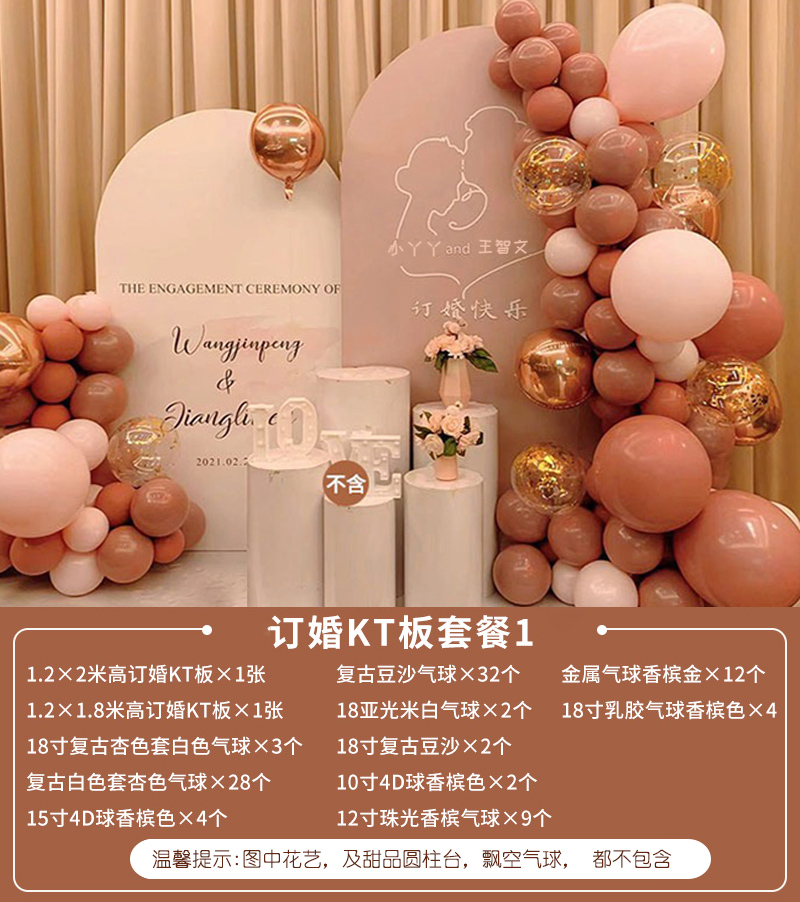 小丫丫 and 王智文
订婚快乐
THE ENGAGEMENT CEREMONY OF
Wangjinpeng
&
2021.02.2
不含
订婚KT板套餐1
1.2×2米高订婚KT板×1张
复古豆沙气球×32个
金属气球香槟金×12个
1.2×1.8米高订婚KT板×1张
18亚光米白气球×2个
18寸乳胶气球香槟色×4
18寸复古杏色套白色气球×3个
18寸复古豆沙×2个
复古白色套杏色气球×28个
10寸4D球香槟色×2个
15寸4D球香槟色×4个
12寸珠光香槟气球×9个
温馨提示:图中花艺，及甜品圆柱台，飘空气球， 都不包含